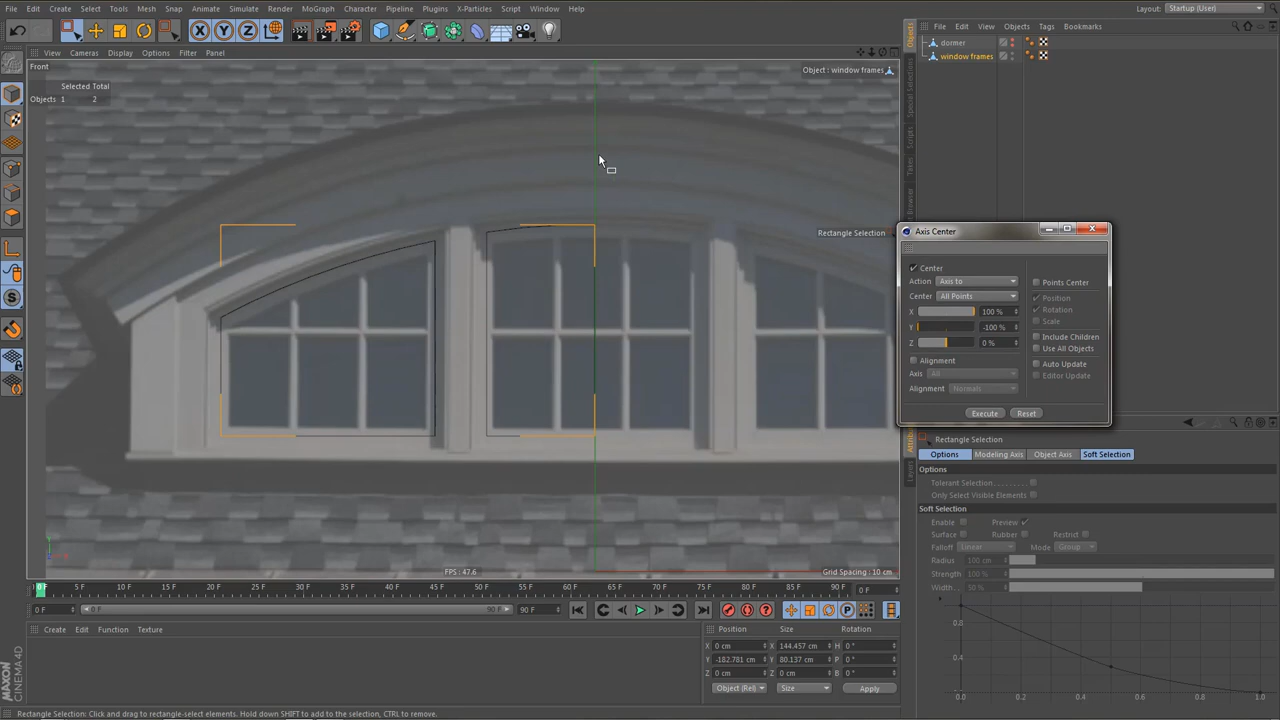 File Edit Create Select Tools Mesh Snap Animate Simulate Render MoGraph Character Pipeline Plugins X-Particles Script Window Help
Layout: Startup (User)
X Y Z
File Edit View Objects Tags Bookmarks
dormer
window frames
View Cameras Display Options Filter Panel
Front
Object : window frames
Selected Total
Objects 1 2
Rectangle Selection
Objects
Special Selections
Scripts
Takes
Browser
Axis Center
Center
Action Axis to
Center All Points
X 100 %
Y -100 %
Z 0 %
Alignment
Axis All
Alignment Normals
Points Center
Position
Rotation
Scale
Include Children
Use All Objects
Auto Update
Editor Update
Execute Reset
Layers
Rectangle Selection
Options Modeling Axis Object Axis Soft Selection
Options
Tolerant Selection
Only Select Visible Elements
Soft Selection
Enable Preview
Surface Rubber Restrict
Falloff Linear Mode Group
Radius 100 cm
Strength 100 %
Width 50 %
0.8
0.4
0.0 0.2 0.4 0.6 0.8 1.0
FPS : 47.6
Grid Spacing : 10 cm
0 F 5 F 10 F 15 F 20 F 25 F 30 F 35 F 40 F 45 F 50 F 55 F 60 F 65 F 70 F 75 F 80 F 85 F 90 F 0 F
0 F 0 F 90 F 90 F
P
Create Edit Function Texture
Position Size Rotation
X 0 cm X 144.457 cm H 0 °
Y -182.781 cm Y 80.137 cm P 0 °
Z 0 cm Z 0 cm B 0 °
Object (Rel) Size Apply
MAXON CINEMA 4D
Rectangle Selection: Click and drag to rectangle-select elements. Hold down SHIFT to add to the selection, CTRL to remove.